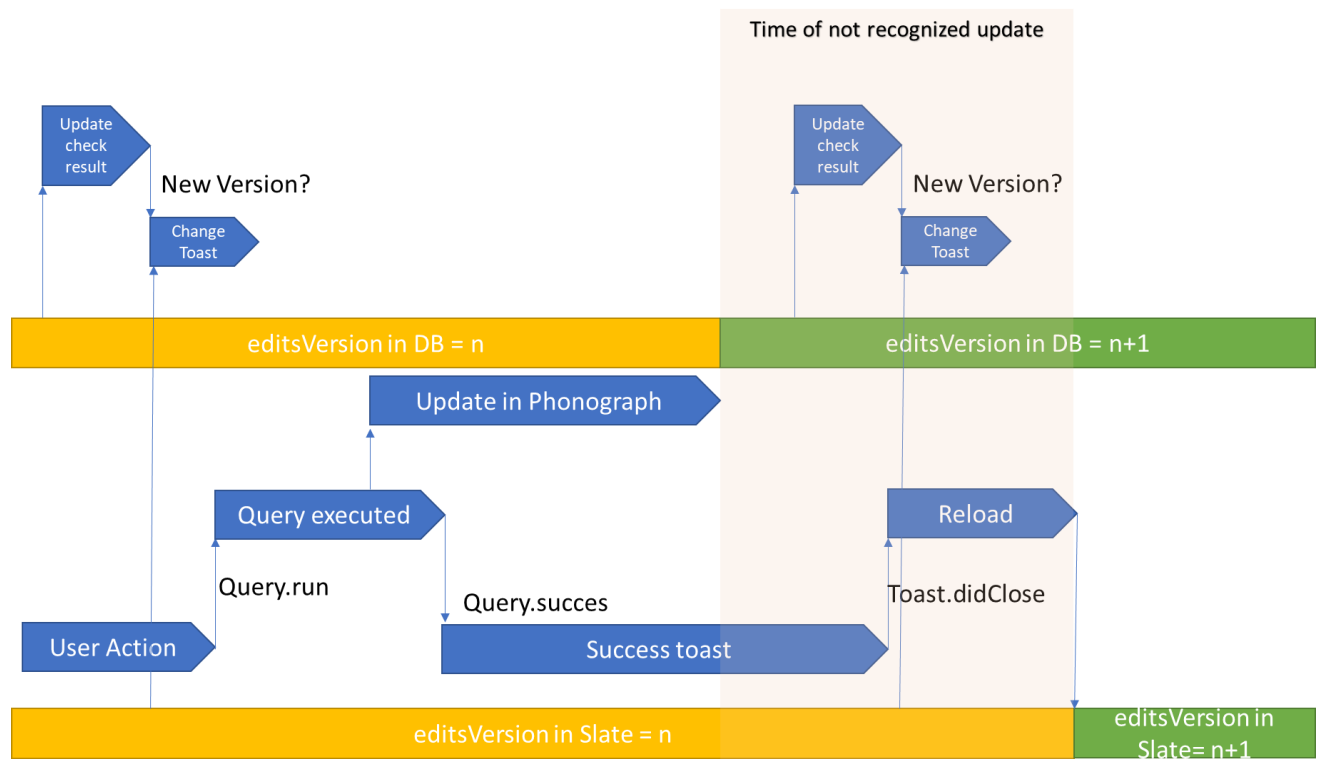 Time of not recognized update
Update
check
result
Update
check
result
New Version?
New Version?
Change
Toast
Change
Toast
editsVersion in DB = n
editsVersion in DB = n+1
Update in Phonograph
Query executed
Reload
Query.run
Query.succes
Toast.didClose
User Action
Success toast
editsVersion in Slate = n
editsVersion in
Slate= n+1